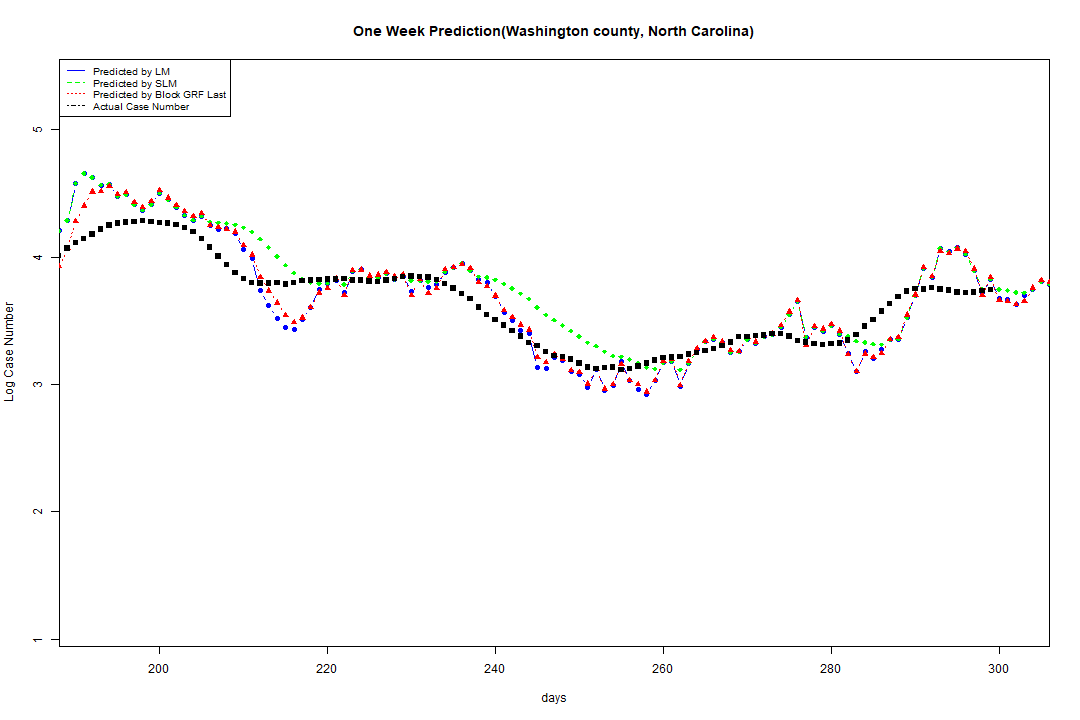 One Week Prediction(Washington county, North Carolina)
Predicted by LM
Predicted by SLM
Predicted by Block GRF Last
Actual Case Number
5
4
3
2
1
Log Case Number
200
220
240
260
280
300
days